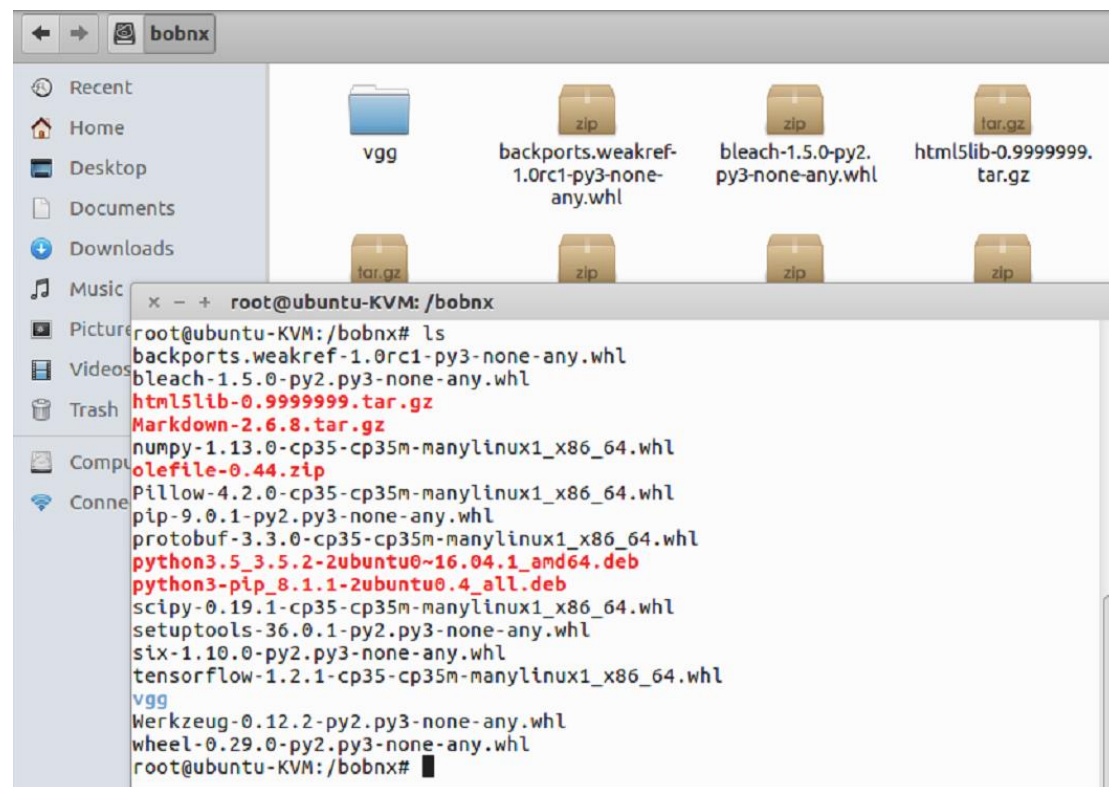 bobnx
Recent
Home
Desktop
Documents
Downloads
Music
Picture
Videos
Trash
Compu
Conne
vgg
zip
backports.weakref-
1.0rc1-py3-none-
any.whl
zip
bleach-1.5.0-py2.
py3-none-any.whl
tar.gz
html5lib-0.9999999.
tar.gz
tar.gz
zip
zip
zip
× − + root@ubuntu-KVM: /bobnx
root@ubuntu-KVM:/bobnx# ls
backports.weakref-1.0rc1-py3-none-any.whl
bleach-1.5.0-py2.py3-none-any.whl
html5lib-0.9999999.tar.gz
Markdown-2.6.8.tar.gz
numpy-1.13.0-cp35-cp35m-manylinux1_x86_64.whl
olefile-0.44.zip
Pillow-4.2.0-cp35-cp35m-manylinux1_x86_64.whl
pip-9.0.1-py2.py3-none-any.whl
protobuf-3.3.0-cp35-cp35m-manylinux1_x86_64.whl
python3.5_3.5.2-2ubuntu0~16.04.1_amd64.deb
python3-pip_8.1.1-2ubuntu0.4_all.deb
scipy-0.19.1-cp35-cp35m-manylinux1_x86_64.whl
setuptools-36.0.1-py2.py3-none-any.whl
six-1.10.0-py2.py3-none-any.whl
tensorflow-1.2.1-cp35-cp35m-manylinux1_x86_64.whl
vgg
Werkzeug-0.12.2-py2.py3-none-any.whl
wheel-0.29.0-py2.py3-none-any.whl
root@ubuntu-KVM:/bobnx#